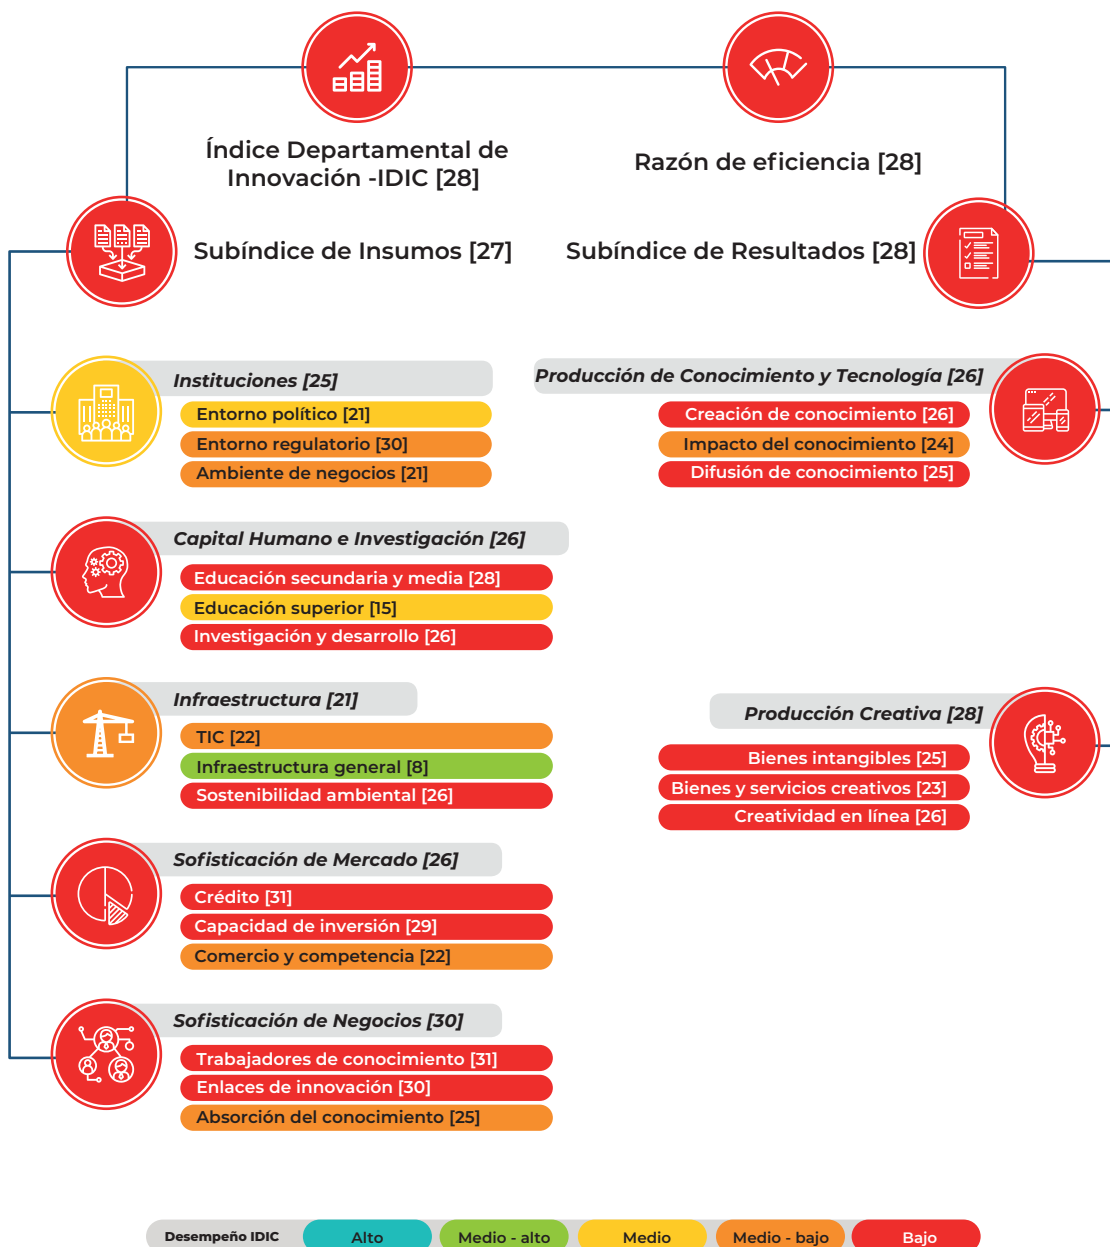 Índice Departamental de
Innovación -IDIC [28]
Razón de eficiencia [28]
Subíndice de Insumos [27]
Subíndice de Resultados [28]
Instituciones [25]
Entorno político [21]
Entorno regulatorio [30]
Ambiente de negocios [21]
Capital Humano e Investigación [26]
Educación secundaria y media [28]
Educación superior [15]
Investigación y desarrollo [26]
Infraestructura [21]
TIC [22]
Infraestructura general [8]
Sostenibilidad ambiental [26]
Sofisticación de Mercado [26]
Crédito [31]
Capacidad de inversión [29]
Comercio y competencia [22]
Sofisticación de Negocios [30]
Trabajadores de conocimiento [31]
Enlaces de innovación [30]
Absorción del conocimiento [25]
Producción de Conocimiento y Tecnología [26]
Creación de conocimiento [26]
Impacto del conocimiento [24]
Difusión de conocimiento [25]
Producción Creativa [28]
Bienes intangibles [25]
Bienes y servicios creativos [23]
Creatividad en línea [26]
Desempeño IDIC Alto Medio - alto Medio Medio - bajo Bajo